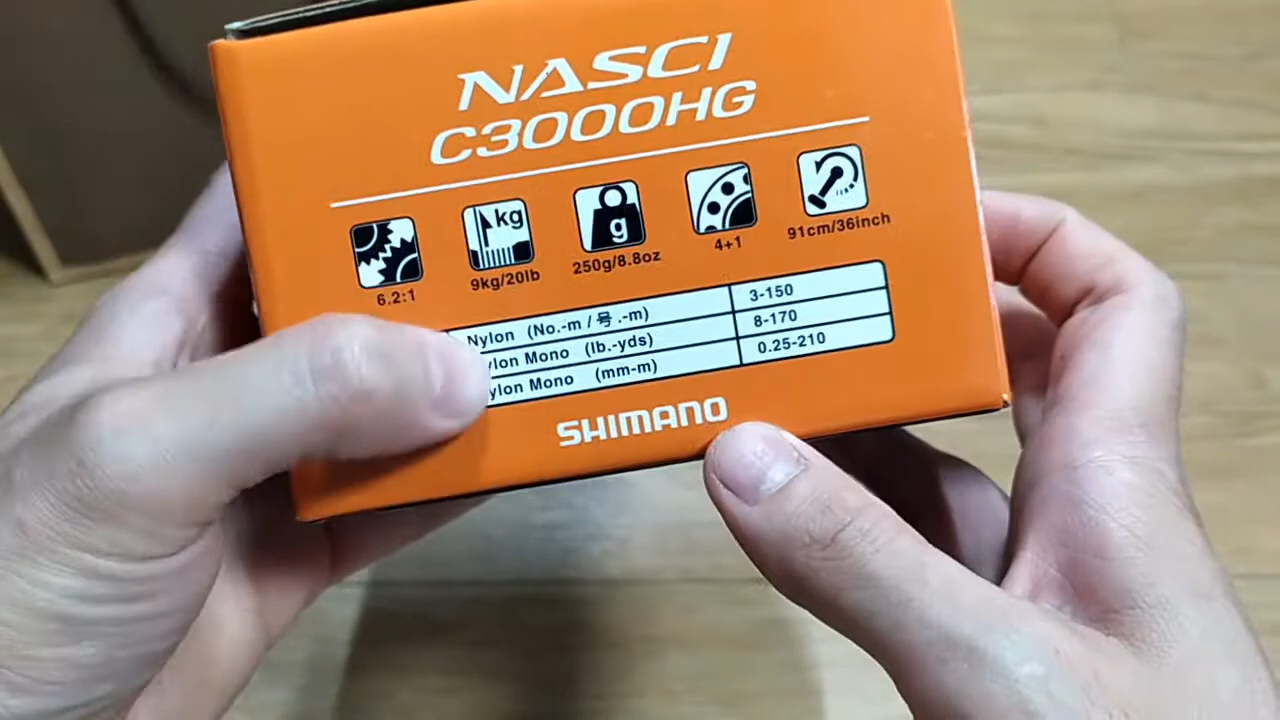 NASCI
C3000HG
kg
g
6.2:1
9kg/20lb
250g/8.8oz
4+1
91cm/36inch
Nylon (No.-m / 号.-m) 3-150
ylon Mono (lb.-yds) 8-170
ylon Mono (mm-m) 0.25-210
SHIMANO